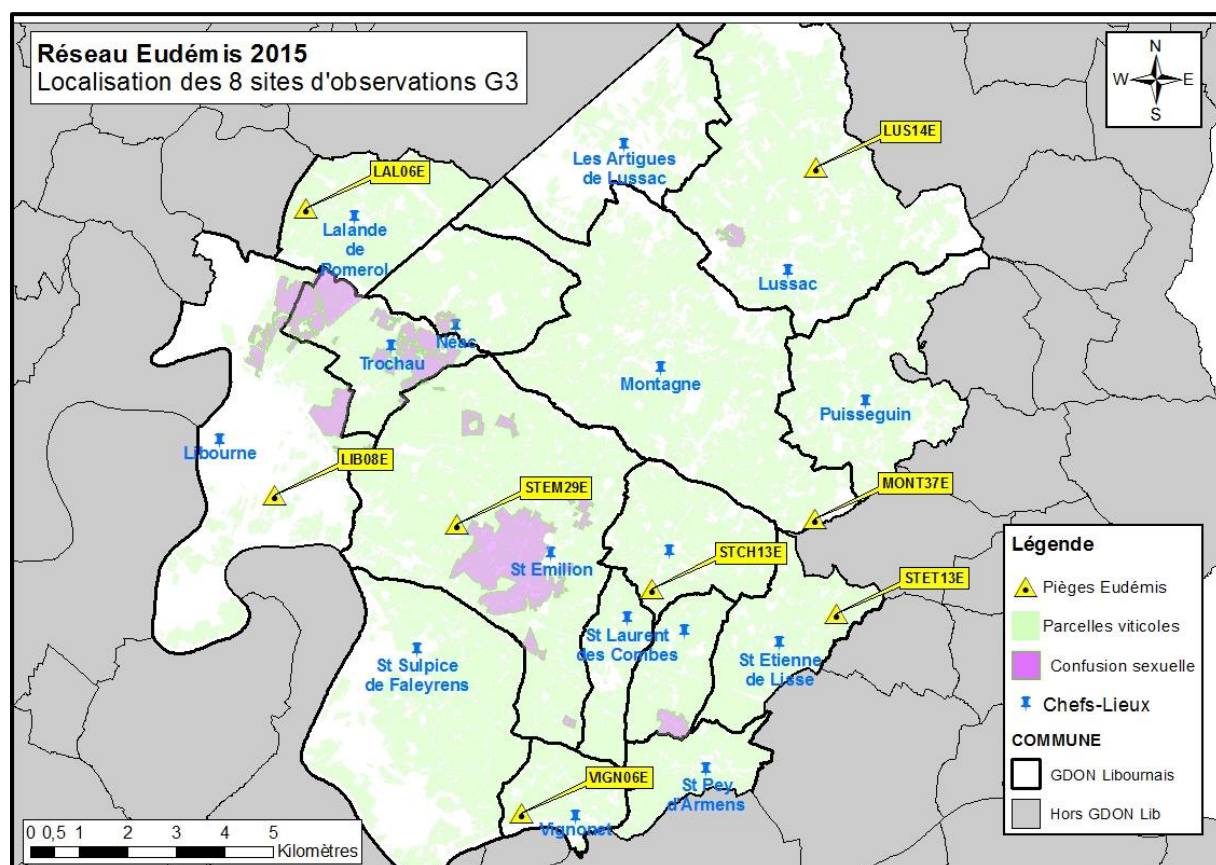 Réseau Eudémis 2015
Localisation des 8 sites d'observations G3
N
W E
S
LUS14E
Les Artigues
de Lussac
LAL06E
Lalande
de
Pomerol
Lussac
Néac
Trochau
Montagne
Puisseguin
Libourne
LIB08E
STEM29E
MONT37E
St Emilion
STCH13E
STET13E
St Laurent
des Combes
St Sulpice
de Faleyrens
St Etienne
de Lisse
VIGN06E
St Pey
d'Armens
Vignonet
Légende
Pièges Eudémis
Parcelles viticoles
Confusion sexuelle
Chefs-Lieux
COMMUNE
GDON Libournais
Hors GDON Lib
0 0,5 1 2 3 4 5
Kilomètres